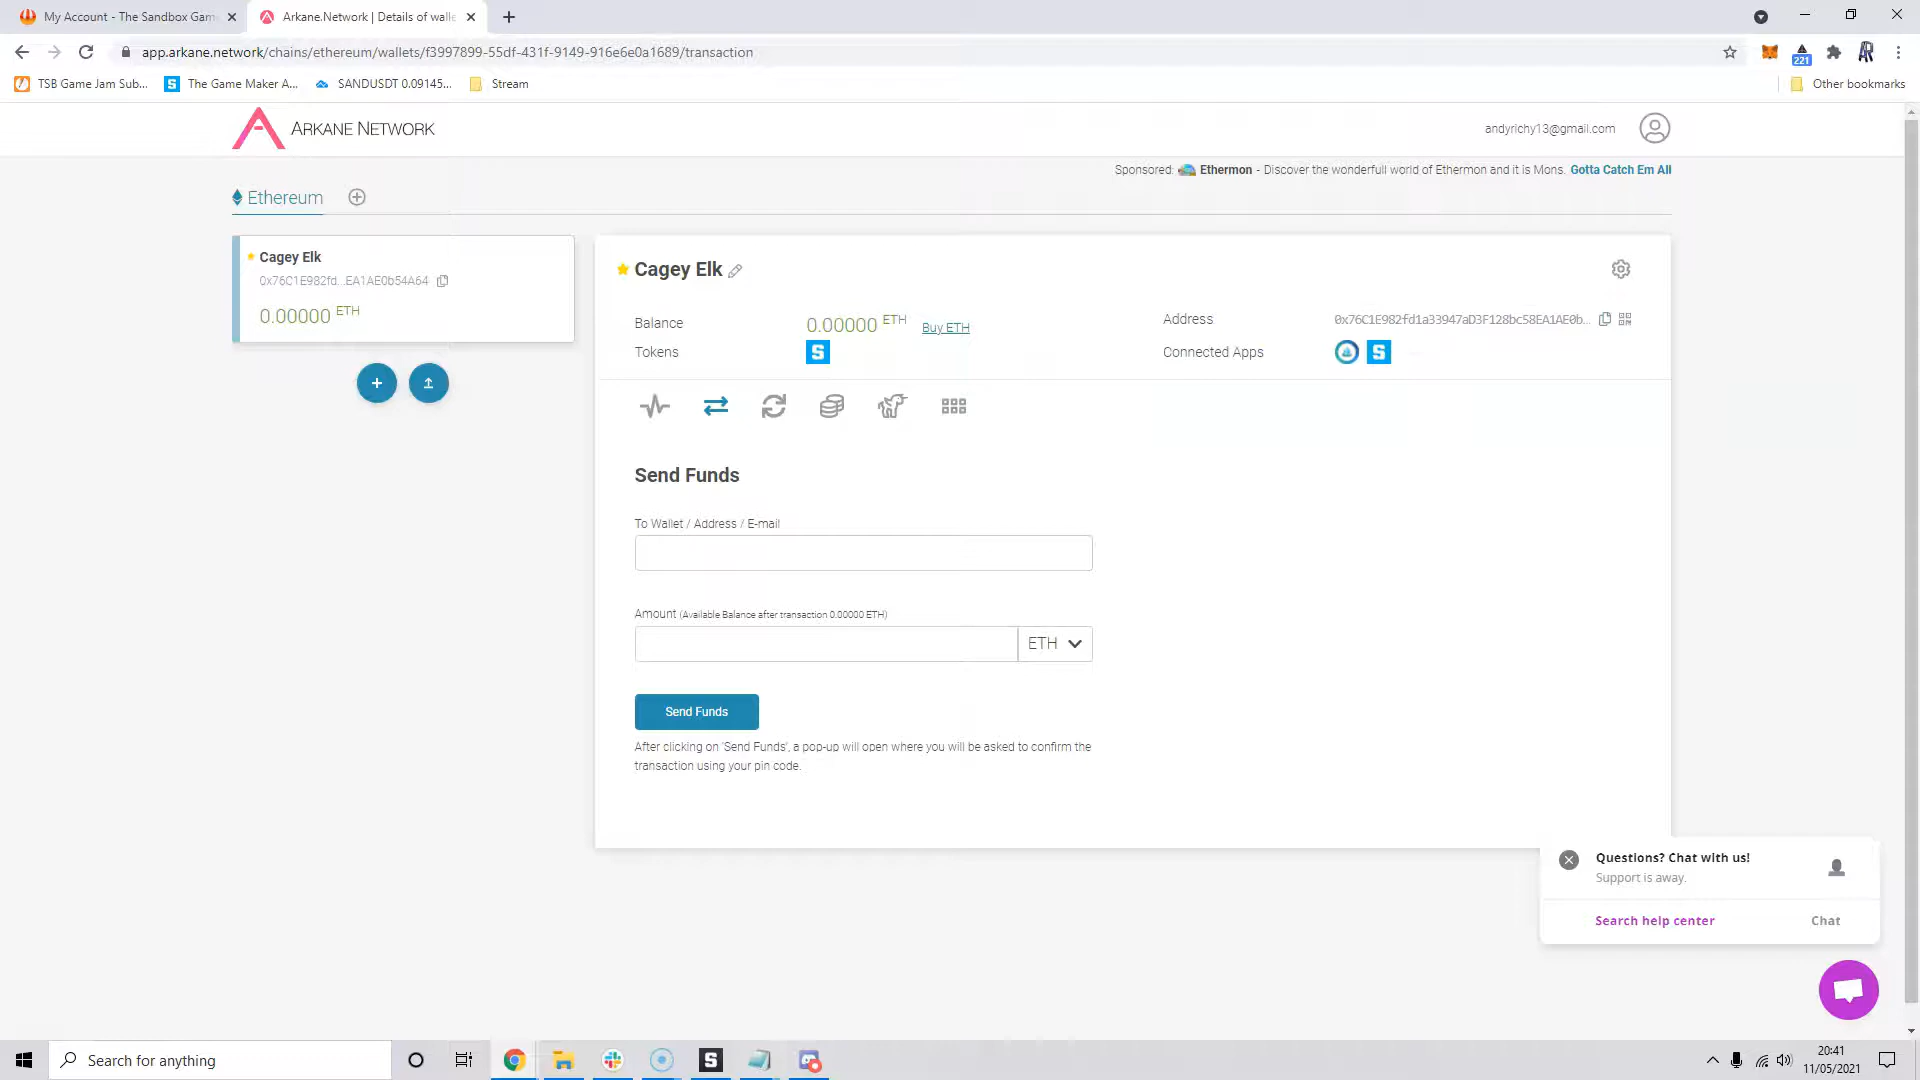 My Account - The Sandbox Gam
Arkane.Network | Details of walle
app.arkane.network/chains/ethereum/wallets/f3997899-55df-431f-9149-916e6e0a1689/transaction
221
TSB Game Jam Sub...
The Game Maker A...
SANDUSDT 0.09145...
Stream
Other bookmarks
ARKANE NETWORK
andyrichy13@gmail.com
Sponsored: Ethermon - Discover the wonderfull world of Ethermon and it is Mons. Gotta Catch Em All
Ethereum
Cagey Elk
0x76C1E982fd...EA1AE0b54A64
0.00000 ETH
Cagey Elk
Balance
0.00000 ETH Buy ETH
Address
0x76C1E982fd1a33947aD3F128bc58EA1AE0b...
Tokens
Connected Apps
Send Funds
To Wallet / Address / E-mail
Amount (Available Balance after transaction 0.00000 ETH)
ETH
Send Funds
After clicking on 'Send Funds', a pop-up will open where you will be asked to confirm the
transaction using your pin code.
Questions? Chat with us!
Support is away.
Search help center
Chat
Search for anything
20:41
11/05/2021